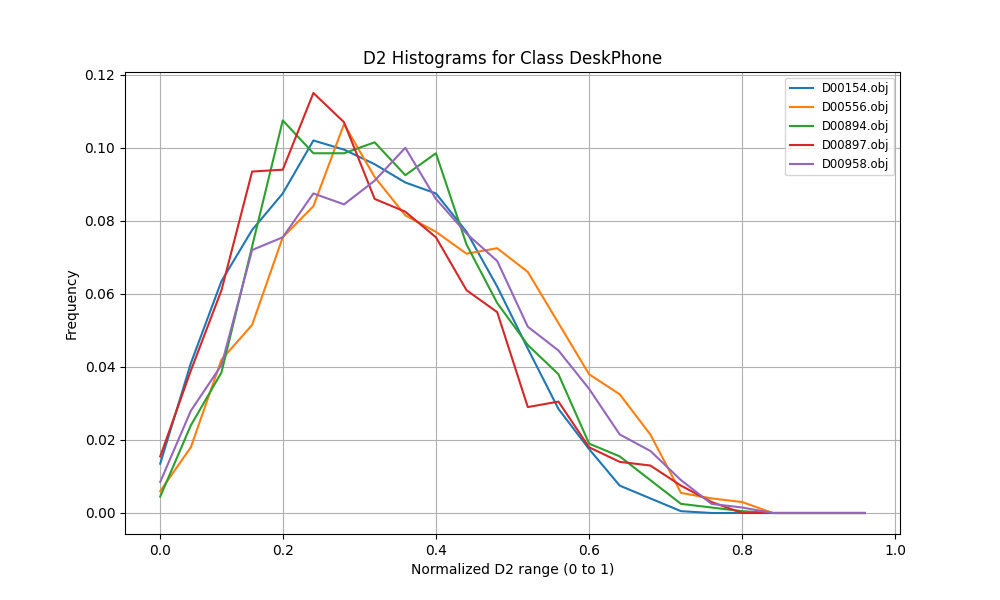 D2 Histograms for Class DeskPhone
0.12
0.10
0.08
0.06
0.04
0.02
0.00
Frequency
D00154.obj
D00556.obj
D00894.obj
D00897.obj
D00958.obj
0.0 0.2 0.4 0.6 0.8 1.0
Normalized D2 range (0 to 1)